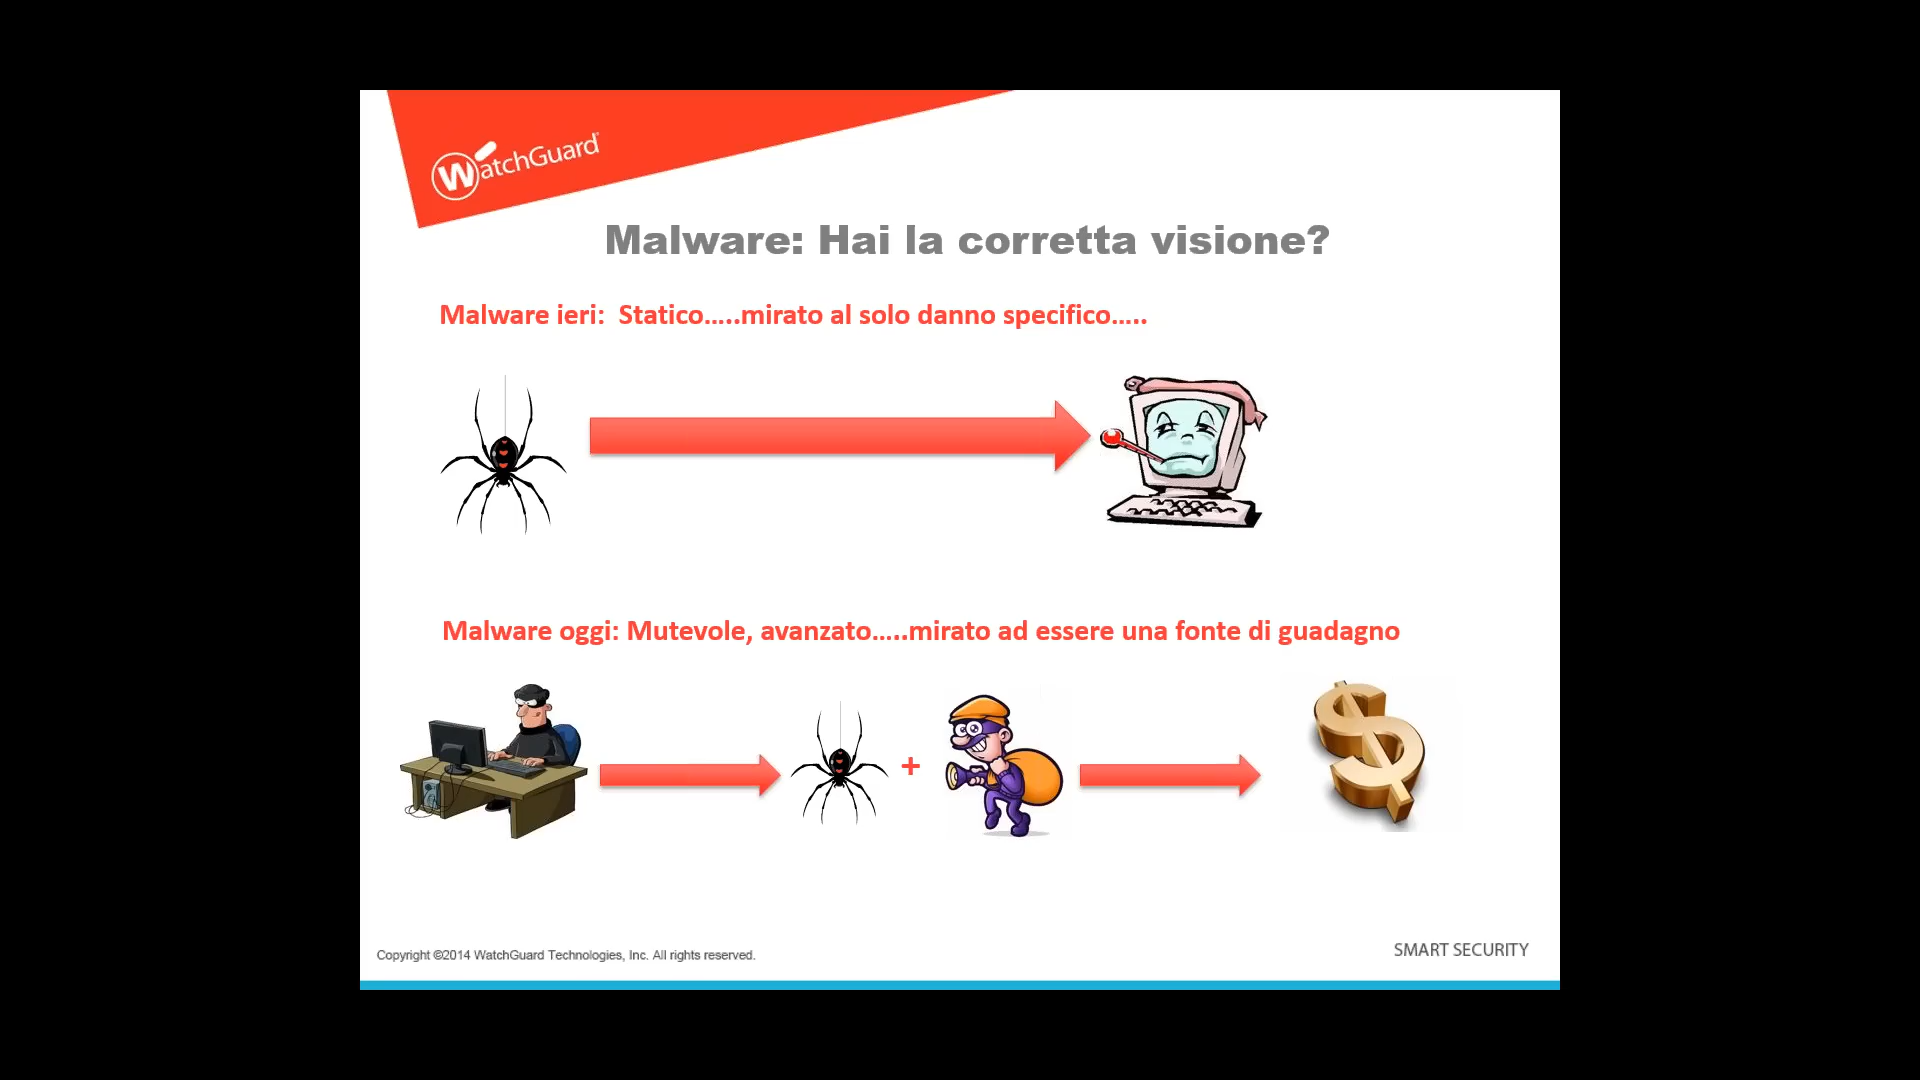 WatchGuard
Malware: Hai la corretta visione?
Malware ieri:  Statico.....mirato al solo danno specifico.....
Malware oggi: Mutevole, avanzato.....mirato ad essere una fonte di guadagno
+
Copyright ©2014 WatchGuard Technologies, Inc. All rights reserved.
SMART SECURITY